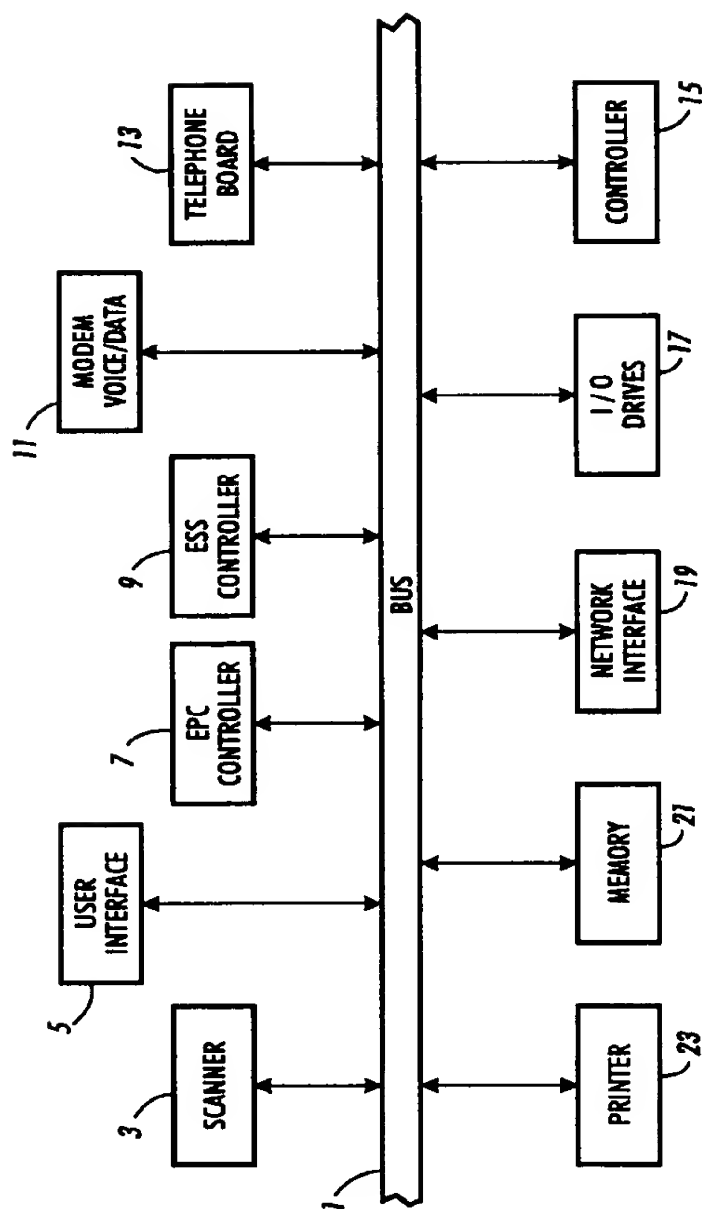 3
SCANNER
5
USER
INTERFACE
7
EPC
CONTROLLER
9
ESS
CONTROLLER
11
MODEM
VOICE/DATA
13
TELEPHONE
BOARD
1
BUS
PRINTER
23
MEMORY
21
NETWORK
INTERFACE
19
I/O
DRIVES
17
CONTROLLER
15